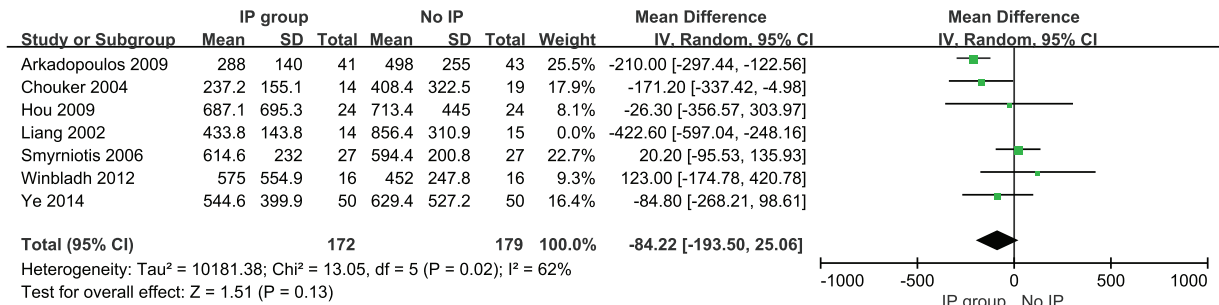 IP group No IP Mean Difference Mean Difference
Study or Subgroup Mean SD Total Mean SD Total Weight IV, Random, 95% CI IV, Random, 95% CI
Arkadopoulos 2009 288 140 41 498 255 43 25.5% -210.00 [-297.44, -122.56]
Chouker 2004 237.2 155.1 14 408.4 322.5 19 17.9% -171.20 [-337.42, -4.98]
Hou 2009 687.1 695.3 24 713.4 445 24 8.1% -26.30 [-356.57, 303.97]
Liang 2002 433.8 143.8 14 856.4 310.9 15 0.0% -422.60 [-597.04, -248.16]
Smyrniotis 2006 614.6 232 27 594.4 200.8 27 22.7% 20.20 [-95.53, 135.93]
Winbladh 2012 575 554.9 16 452 247.8 16 9.3% 123.00 [-174.78, 420.78]
Ye 2014 544.6 399.9 50 629.4 527.2 50 16.4% -84.80 [-268.21, 98.61]
Total (95% CI) 172 179 100.0% -84.22 [-193.50, 25.06]
Heterogeneity: Tau² = 10181.38; Chi² = 13.05, df = 5 (P = 0.02); I² = 62%
Test for overall effect: Z = 1.51 (P = 0.13)
-1000 -500 0 500 1000
IP group No IP